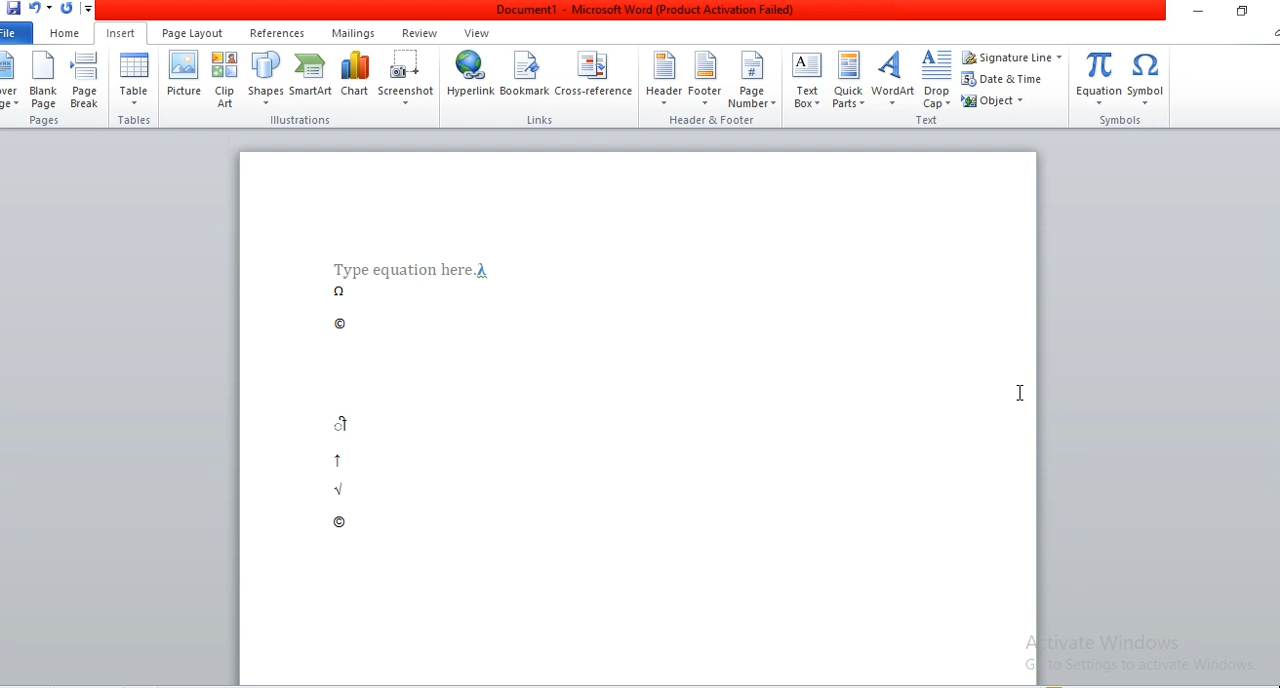 Document1 - Microsoft Word (Product Activation Failed)
File Home Insert Page Layout References Mailings Review View
Blank Page
Page Break
Table
Picture
Clip Art
Shapes
SmartArt
Chart
Screenshot
Hyperlink
Bookmark
Cross-reference
Header
Footer
Page Number
Text Box
Quick Parts
WordArt
Drop Cap
Signature Line
Date & Time
Object
Equation
Symbol
Pages Tables Illustrations Links Header & Footer Text Symbols
Type equation here.λ
Ω
©
ी
↑
√
©
Activate Windows
Go to Settings to activate Windows.